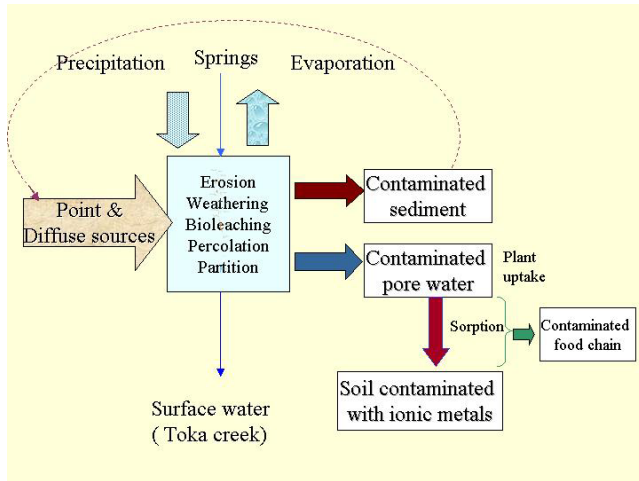 Precipitation
Springs
Evaporation
Erosion
Weathering
Bioleaching
Percolation
Partition
Point &
Diffuse sources
Contaminated
sediment
Contaminated
pore water
Plant
uptake
Sorption
Contaminated
food chain
Soil contaminated
with ionic metals
Surface water
( Toka creek)